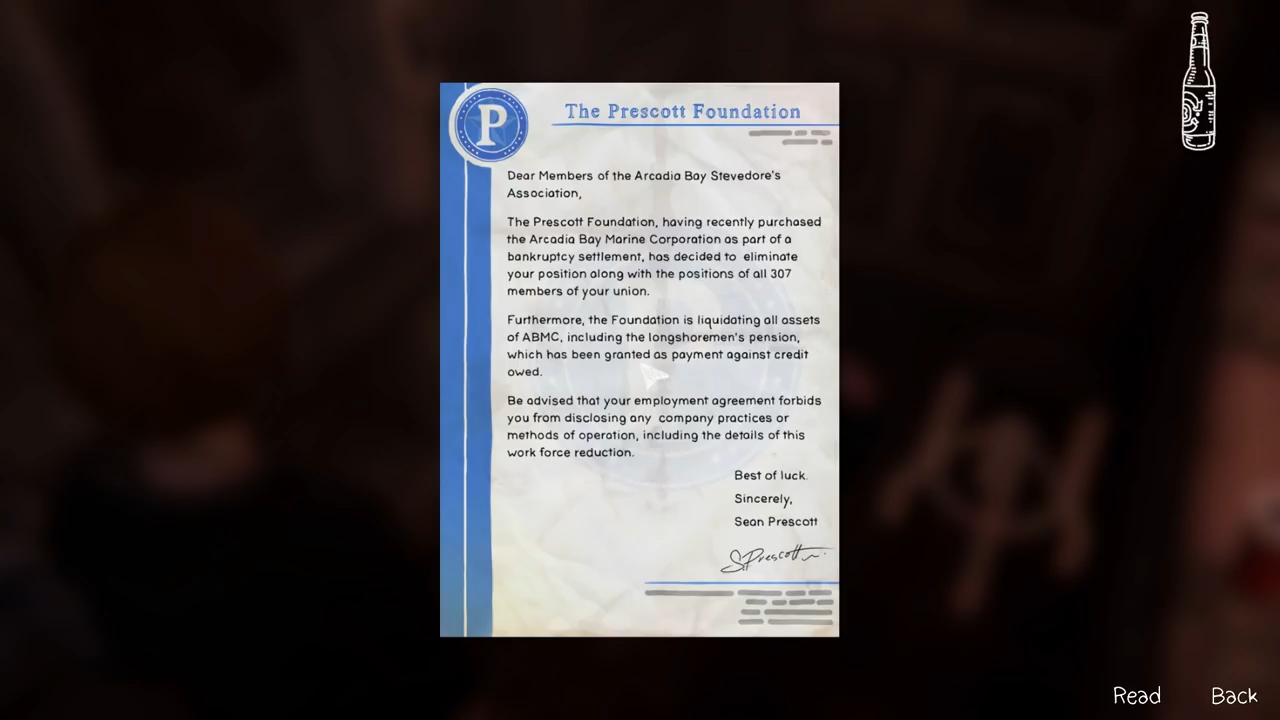 P
The Prescott Foundation
Dear Members of the Arcadia Bay Stevedore's
Association,
The Prescott Foundation, having recently purchased
the Arcadia Bay Marine Corporation as part of a
bankruptcy settlement, has decided to eliminate
your position along with the positions of all 307
members of your union.
Furthermore, the Foundation is liquidating all assets
of ABMC, including the longshoremen's pension,
which has been granted as payment against credit
owed.
Be advised that your employment agreement forbids
you from disclosing any company practices or
methods of operation, including the details of this
work force reduction.
Best of luck.
Sincerely,
Sean Prescott
S.Prescott
Read Back